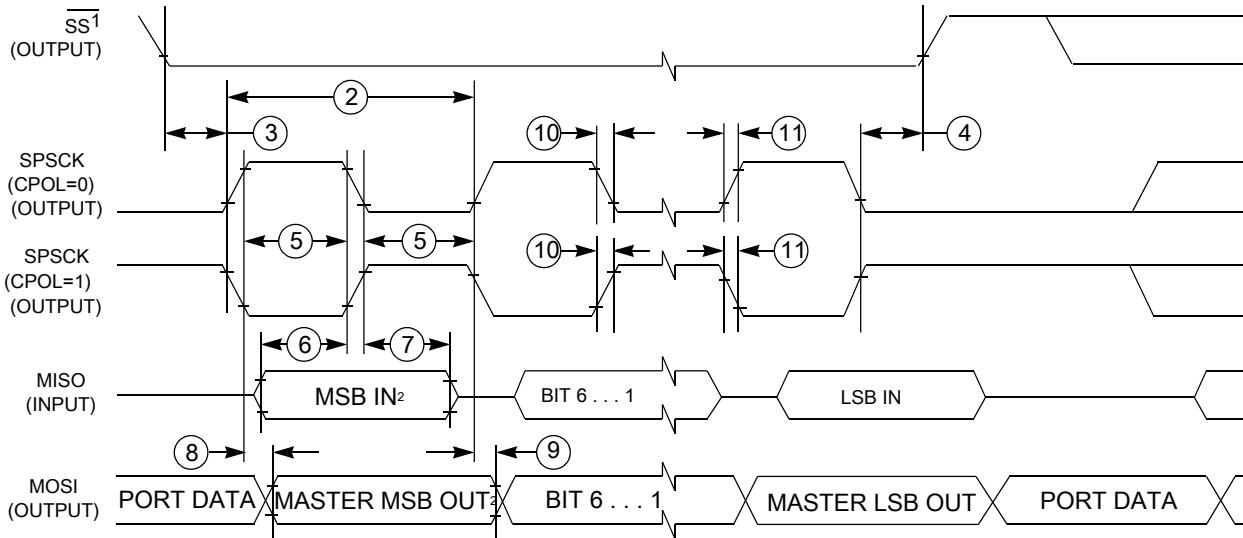 SS1
(OUTPUT)
2
3
10
11
4
SPSCK
(CPOL=0)
(OUTPUT)
5
5
SPSCK
(CPOL=1)
(OUTPUT)
10
11
6
7
MISO
(INPUT)
MSB IN2
BIT 6 . . . 1
LSB IN
8
9
MOSI
(OUTPUT)
PORT DATA
MASTER MSB OUT2
BIT 6 . . . 1
MASTER LSB OUT
PORT DATA